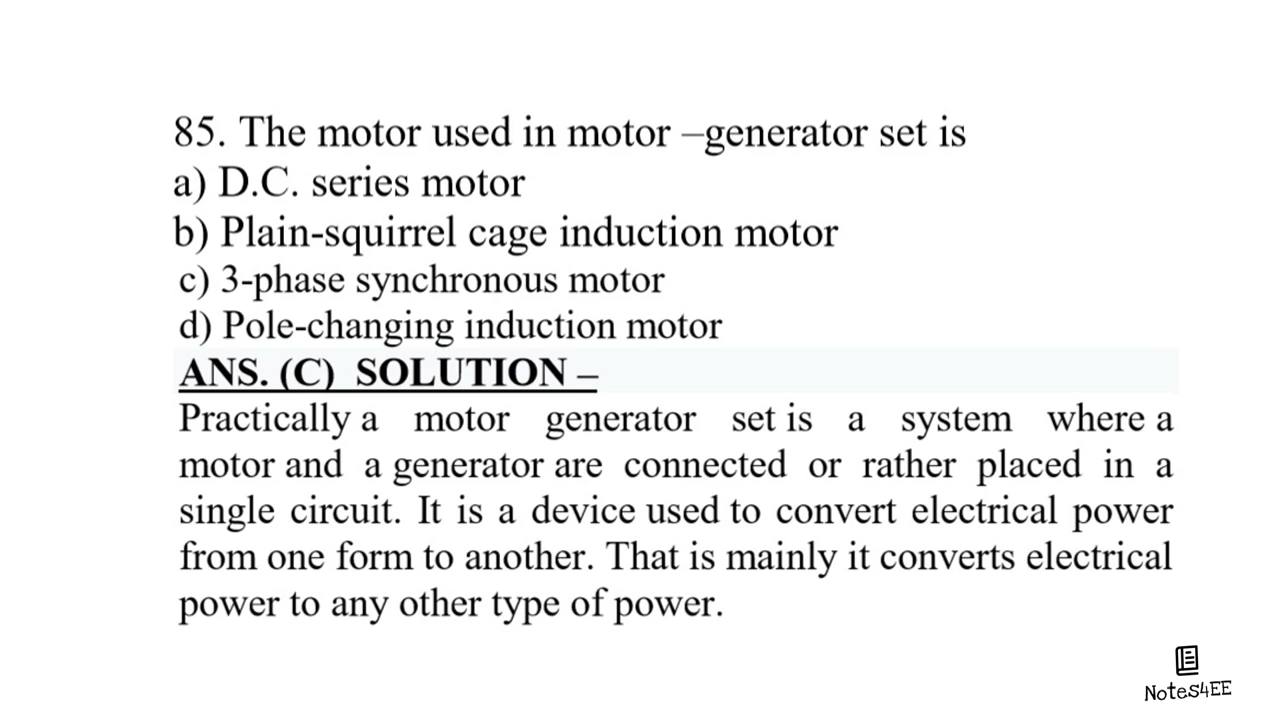 85. The motor used in motor –generator set is
a) D.C. series motor
b) Plain-squirrel cage induction motor
c) 3-phase synchronous motor
d) Pole-changing induction motor
ANS. (C) SOLUTION –
Practically a motor generator set is a system where a
motor and a generator are connected or rather placed in a
single circuit. It is a device used to convert electrical power
from one form to another. That is mainly it converts electrical
power to any other type of power.
Notes4EE